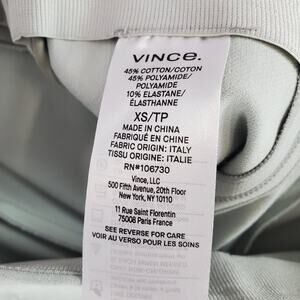 VINCE.
45% COTTON/COTON
45% POLYAMIDE/
POLYAMIDE
10% ELASTANE/
ÉLASTHANNE
XS/TP
MADE IN CHINA
FABRIQUÉ EN CHINE
FABRIC ORIGIN: ITALY
TISSU ORIGINE: ITALIE
RN#106730
Vince, LLC
500 Fifth Avenue, 20th Floor
New York, NY 10110
11 Rue Saint Florentin
75008 Paris France
SEE REVERSE FOR CARE
VOIR AU VERSO POUR LES SOINS